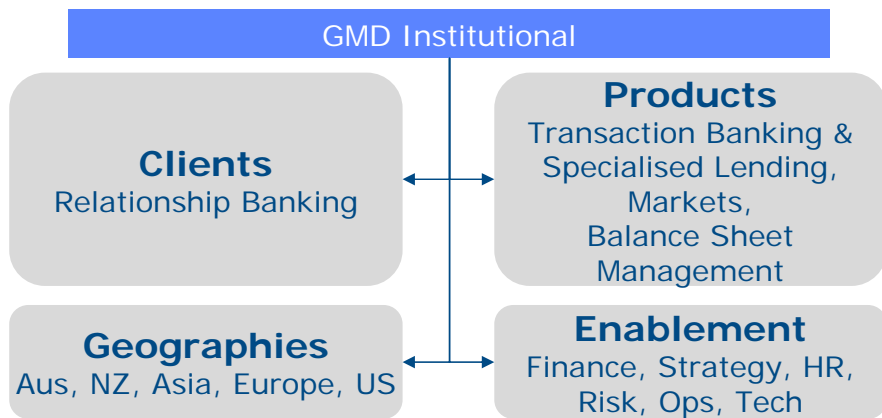 GMD Institutional
Clients
Relationship Banking
Products
Transaction Banking &
Specialised Lending,
Markets,
Balance Sheet
Management
Geographies
Aus, NZ, Asia, Europe, US
Enablement
Finance, Strategy, HR,
Risk, Ops, Tech